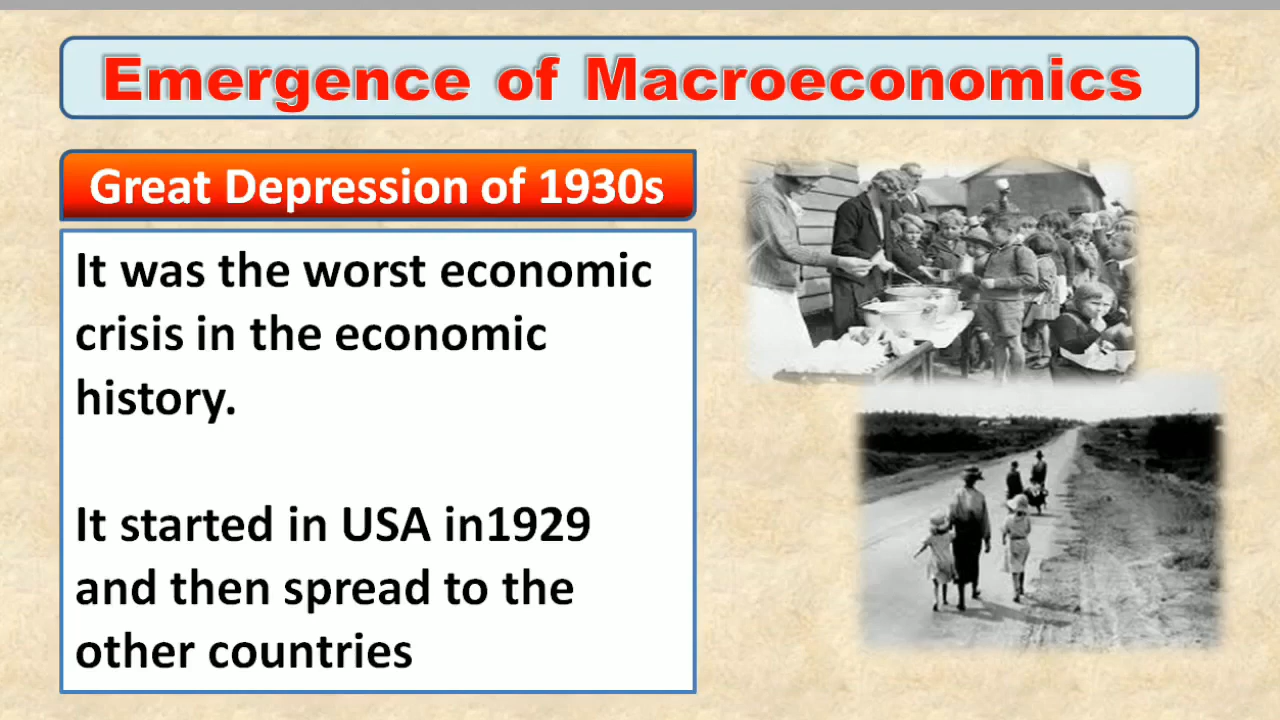 Emergence of Macroeconomics
Great Depression of 1930s
It was the worst economic
crisis in the economic
history.
It started in USA in1929
and then spread to the
other countries